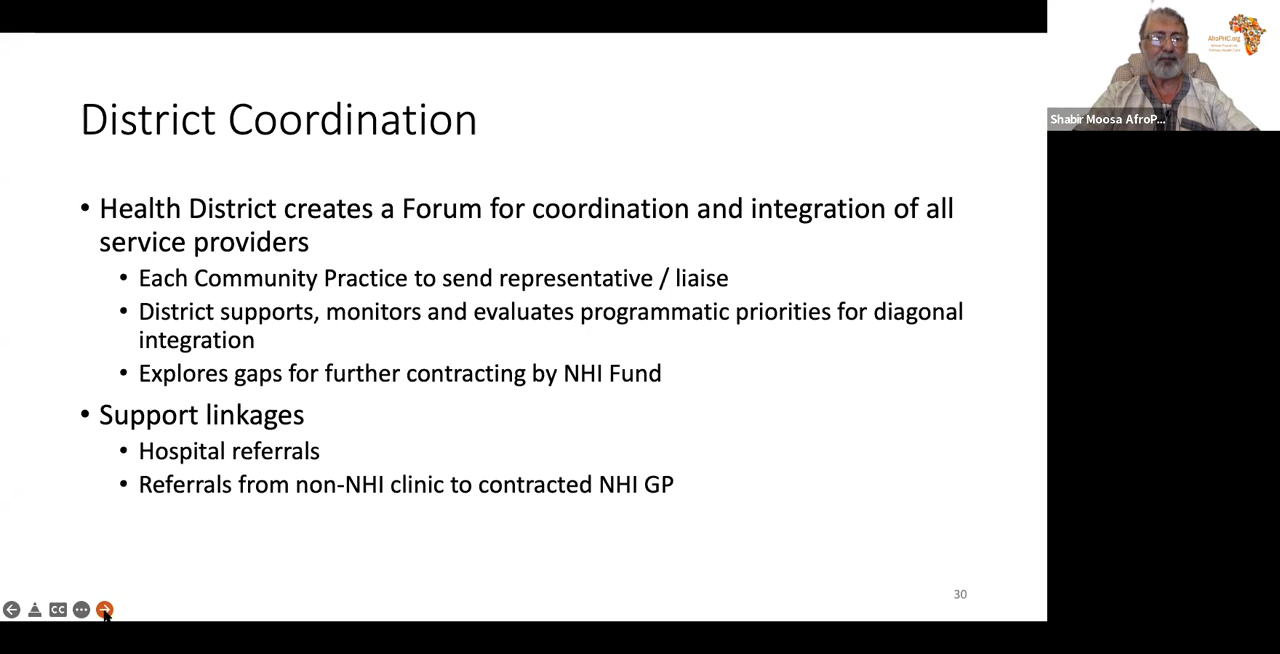 District Coordination
• Health District creates a Forum for coordination and integration of all
service providers
• Each Community Practice to send representative / liaise
• District supports, monitors and evaluates programmatic priorities for diagonal
integration
• Explores gaps for further contracting by NHI Fund
• Support linkages
• Hospital referrals
• Referrals from non-NHI clinic to contracted NHI GP
30
CC
AfroPHC.org
Shabir Moosa AfroP...